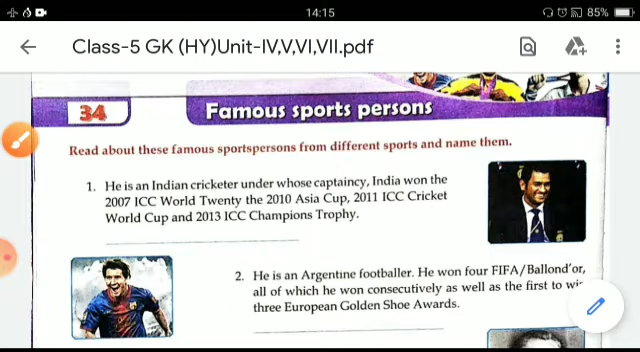 14:15
85%
Class-5 GK (HY)Unit-IV,V,VI,VII.pdf
34
Famous sports persons
Read about these famous sportspersons from different sports and name them.
1. He is an Indian cricketer under whose captaincy, India won the
2007 ICC World Twenty the 2010 Asia Cup, 2011 ICC Cricket
World Cup and 2013 ICC Champions Trophy.
2. He is an Argentine footballer. He won four FIFA/Ballond'or,
all of which he won consecutively as well as the first to
three European Golden Shoe Awards.